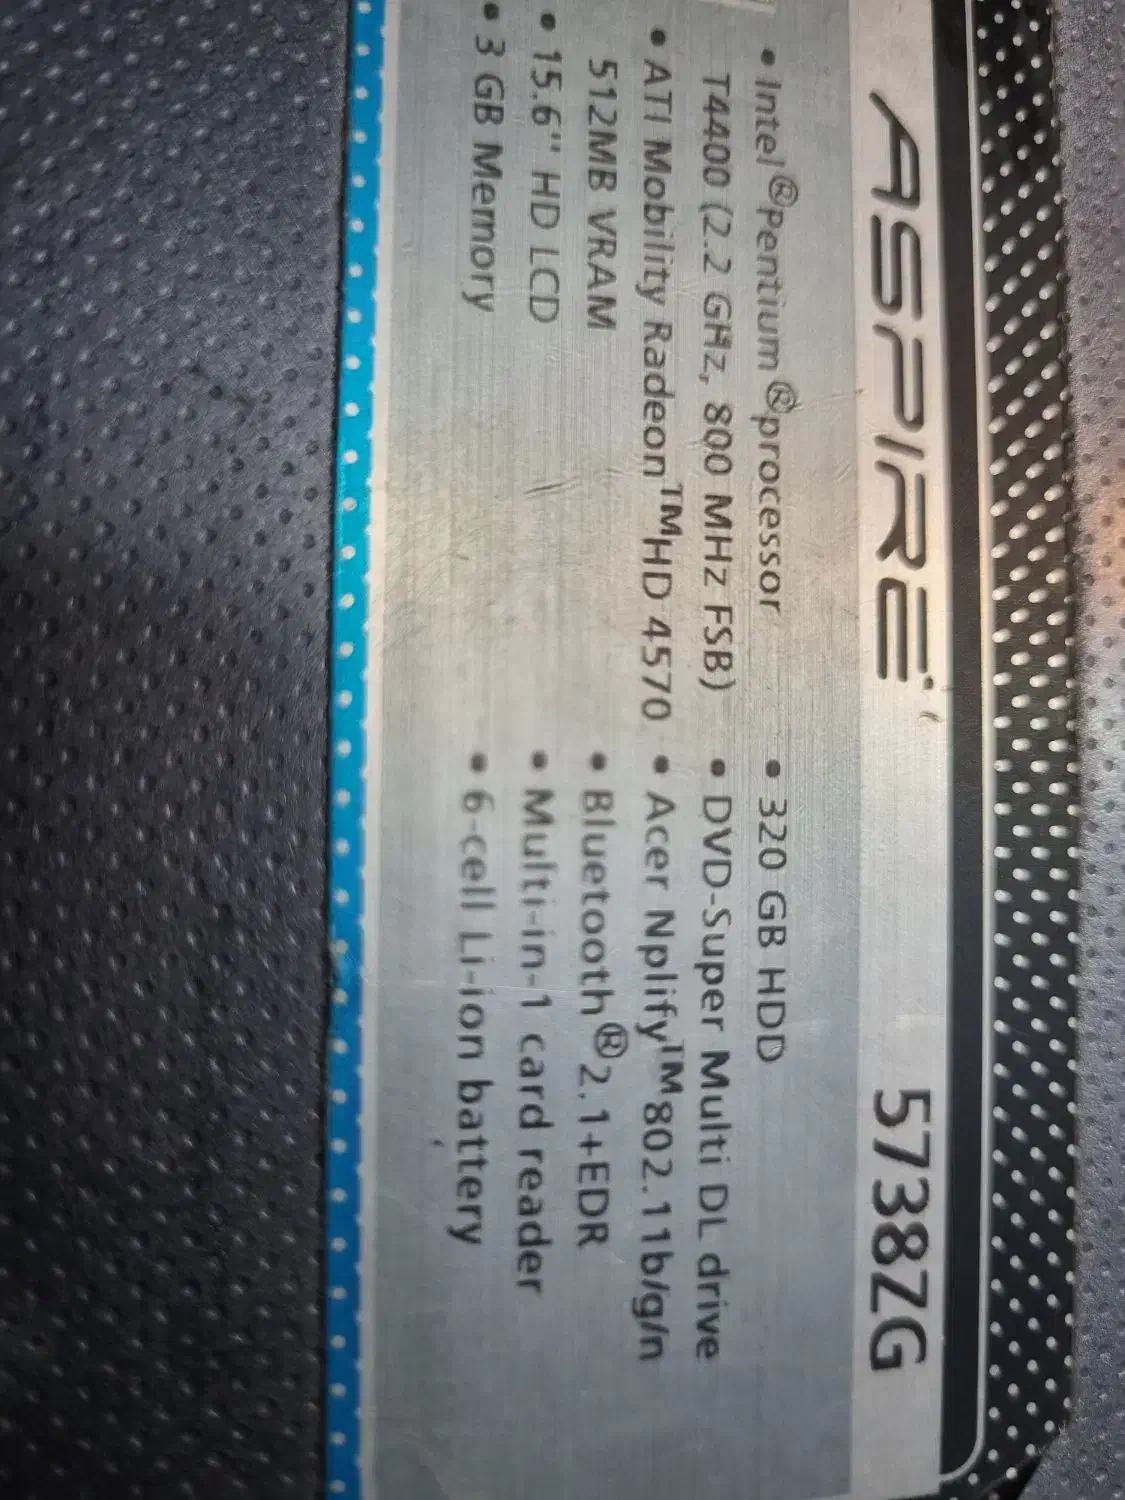 ASPIRE 5738ZG
• Intel®Pentium®processor
T4400 (2.2 GHz, 800 MHz FSB)
• ATI Mobility Radeon™HD 4570
512MB VRAM
• 15.6" HD LCD
• 3 GB Memory
• 320 GB HDD
• DVD-Super Multi DL drive
• Acer Nplify™802.11b/g/n
• Bluetooth®2.1+EDR
• Multi-in-1 card reader
• 6-cell Li-ion battery